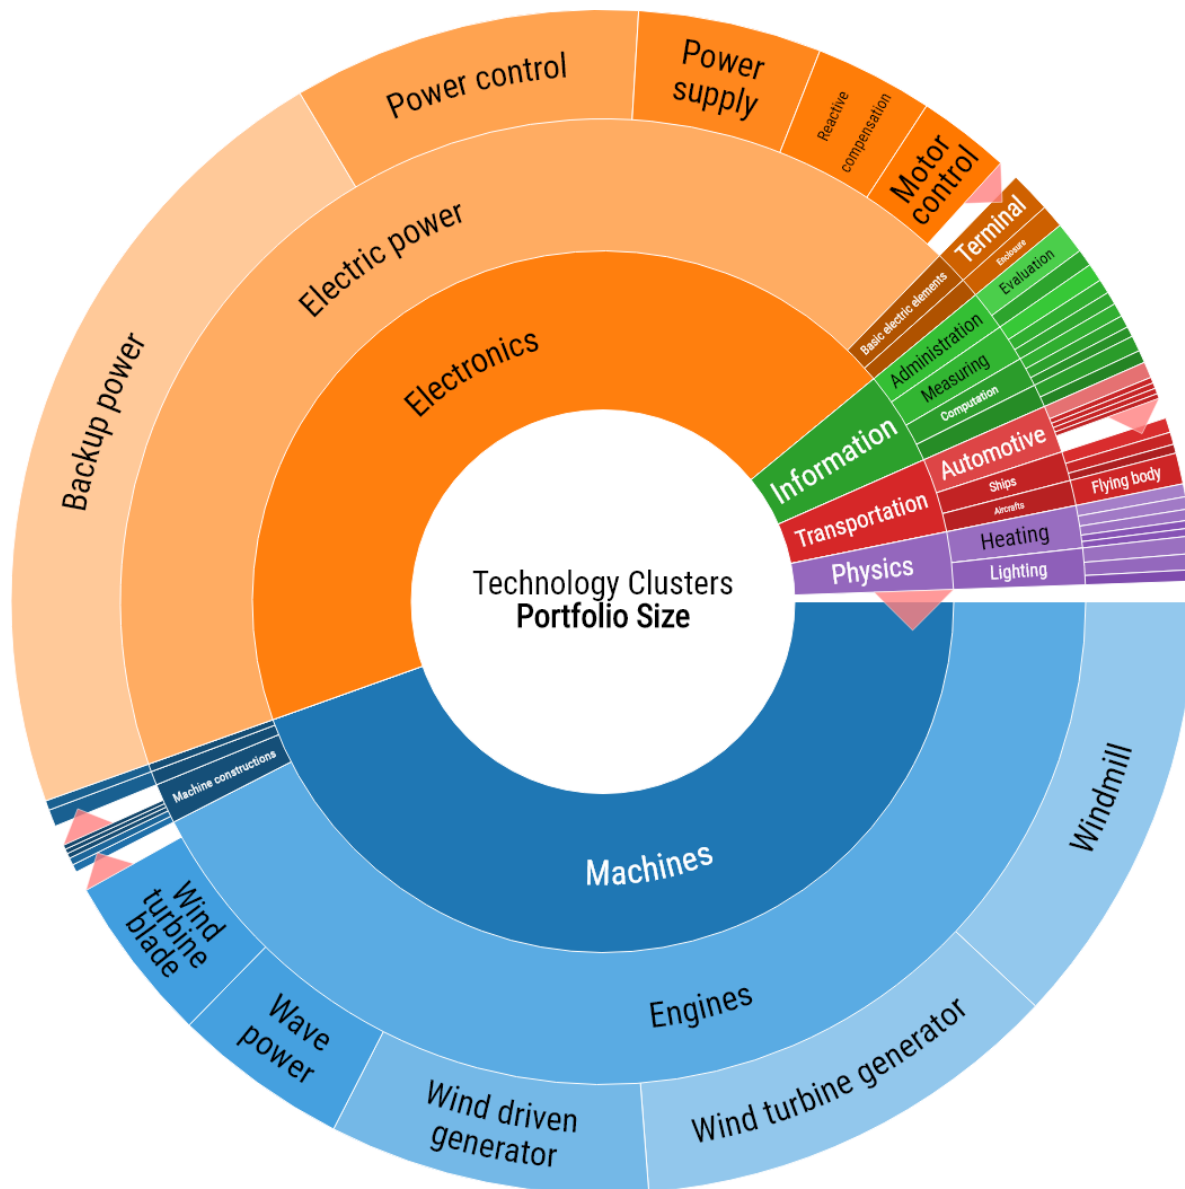 Technology Clusters
Portfolio Size
Electronics
Electric power
Backup power
Power control
Power
supply
Reactive
compensation
Motor
control
Basic electric elements
Terminal
Enclosure
Information
Administration
Evaluation
Measuring
Computation
Transportation
Automotive
Ships
Aircrafts
Flying body
Physics
Heating
Lighting
Machines
Engines
Windmill
Wind turbine generator
Wind driven
generator
Wave
power
Wind
turbine
blade
Machine constructions